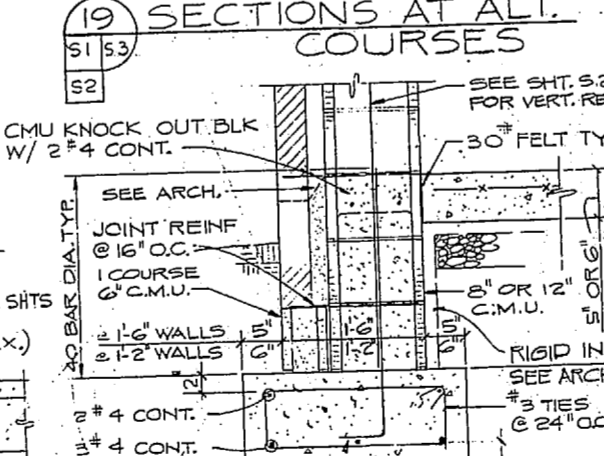 19 SECTIONS AT ALT.
COURSES
S1 S.3
S2
SEE SHT. S.2
FOR VERT. RE
CMU KNOCK OUT BLK
W/ 2 #4 CONT.
30# FELT TY
SEE ARCH.
JOINT REINF
@ 16" O.C.
1 COURSE
6" C.M.U.
40 BAR DIA. TYP.
SHTS
X.)
8" OR 12"
C.M.U.
5" OR 6"
@ 1'-6" WALLS 5" 1'-6" 5"
@ 1'-2" WALLS 6" 1'-2" 6"
RIGID IN
SEE ARCH
2
2 #4 CONT.
#3 TIES
@ 24" O.C
#4 CONT.